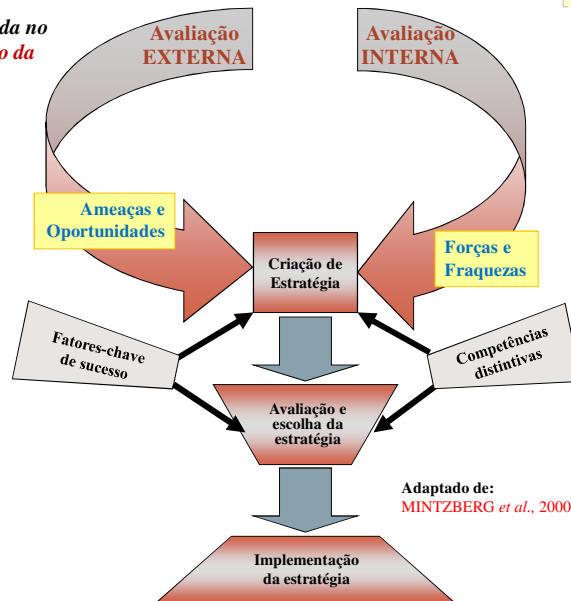 da no
o da
Avaliação
EXTERNA
Avaliação
INTERNA
Ameaças e
Oportunidades
Forças e
Fraquezas
Criação de
Estratégia
Fatores-chave
de sucesso
Competências
distintivas
Avaliação e
escolha da
estratégia
Adaptado de:
MINTZBERG et al., 2000
Implementação
da estratégia